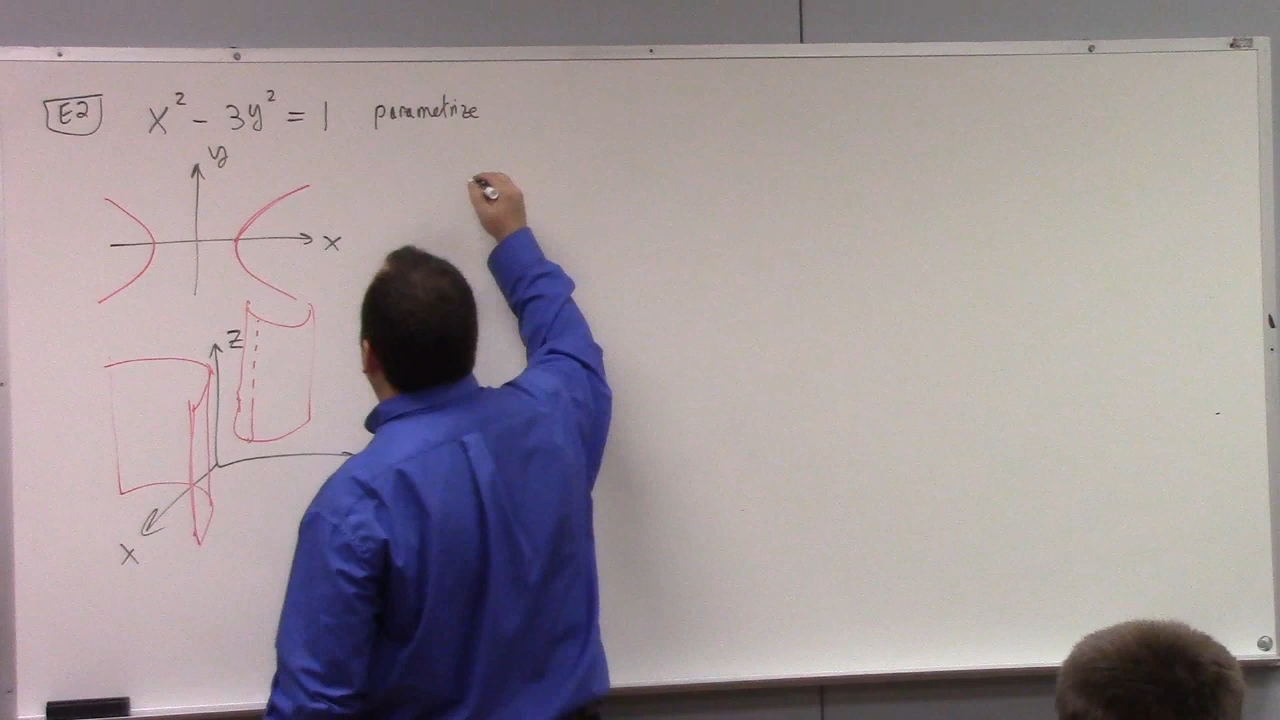 E2 x² - 3y² = 1 parametrize
y
x
z
x